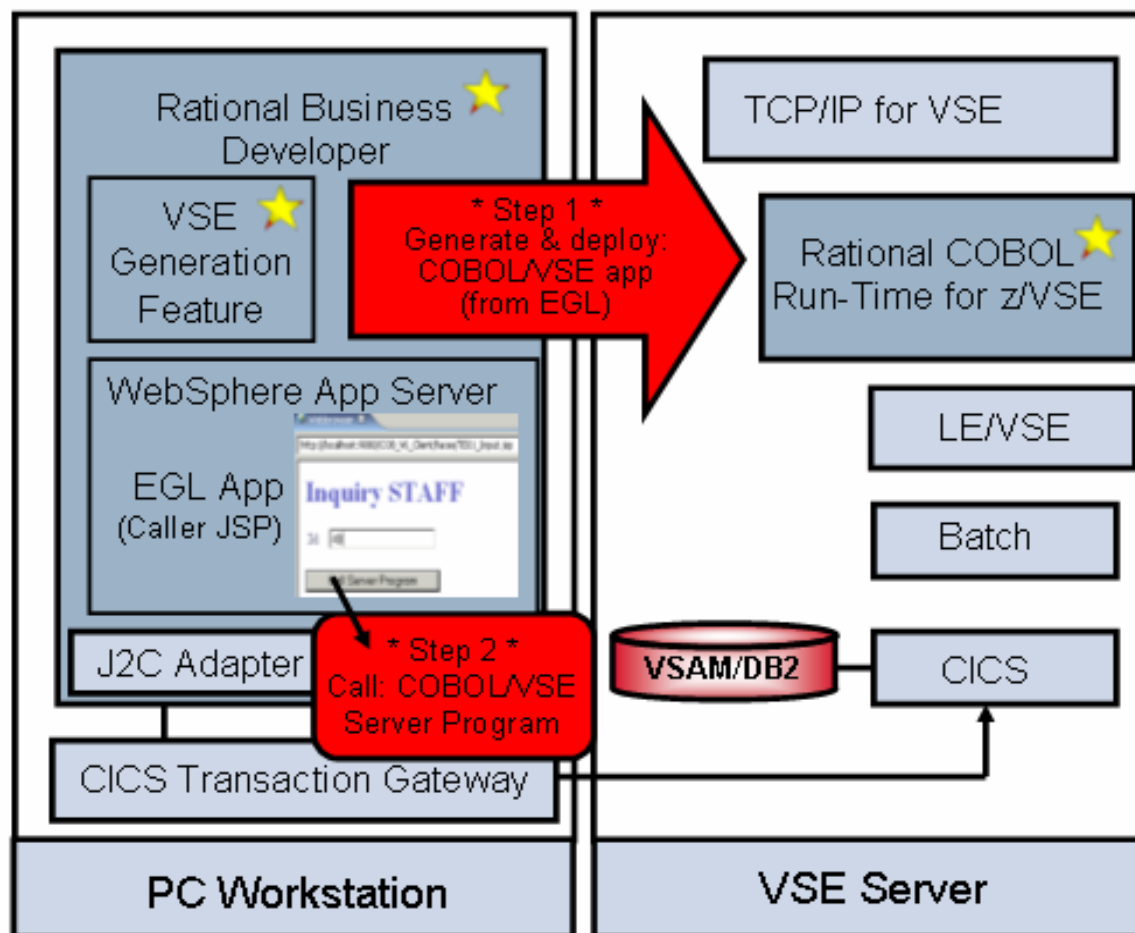 Rational Business
Developer
VSE
Generation
Feature
* Step 1 *
Generate & deploy:
COBOL/VSE app
(from EGL)
WebSphere App Server
EGL App
(Caller JSP)
Inquiry STAFF
Server Program
J2C Adapter
* Step 2 *
Call: COBOL/VSE
Server Program
CICS Transaction Gateway
PC Workstation
TCP/IP for VSE
Rational COBOL
Run-Time for z/VSE
LE/VSE
Batch
VSAM/DB2
CICS
VSE Server